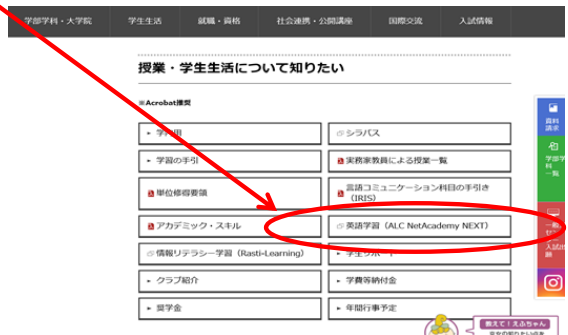 学部学科・大学院 学生生活 就職・資格 社会連携・公開講座 国際交流 入試情報
授業・学生生活について知りたい
※Acrobat推奨
シラバス
学習の手引
実務家教員による授業一覧
単位修得要領
言語コミュニケーション科目の手引き
(IRIS)
アカデミック・スキル
英語学習 (ALC NetAcademy NEXT)
情報リテラシー学習 (Rasti-Learning)
クラブ紹介
学費等納付金
奨学金
年間行事予定
資料
請求
学部学
科
一覧
教えて!えふちゃん